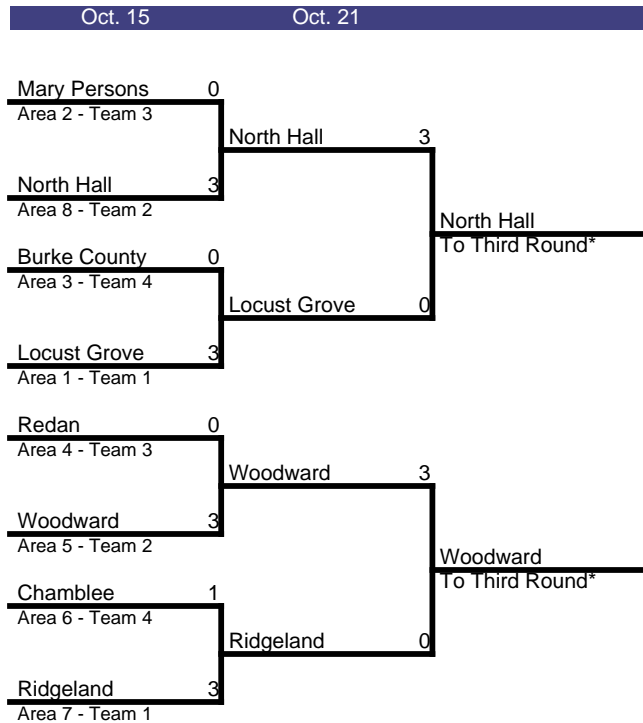 Oct. 15 Oct. 21
Mary Persons 0
Area 2 - Team 3
North Hall 3
North Hall 3
Area 8 - Team 2
North Hall
To Third Round*
Burke County 0
Area 3 - Team 4
Locust Grove 0
Locust Grove 3
Area 1 - Team 1
Redan 0
Area 4 - Team 3
Woodward 3
Woodward 3
Area 5 - Team 2
Woodward
To Third Round*
Chamblee 1
Area 6 - Team 4
Ridgeland 0
Ridgeland 3
Area 7 - Team 1